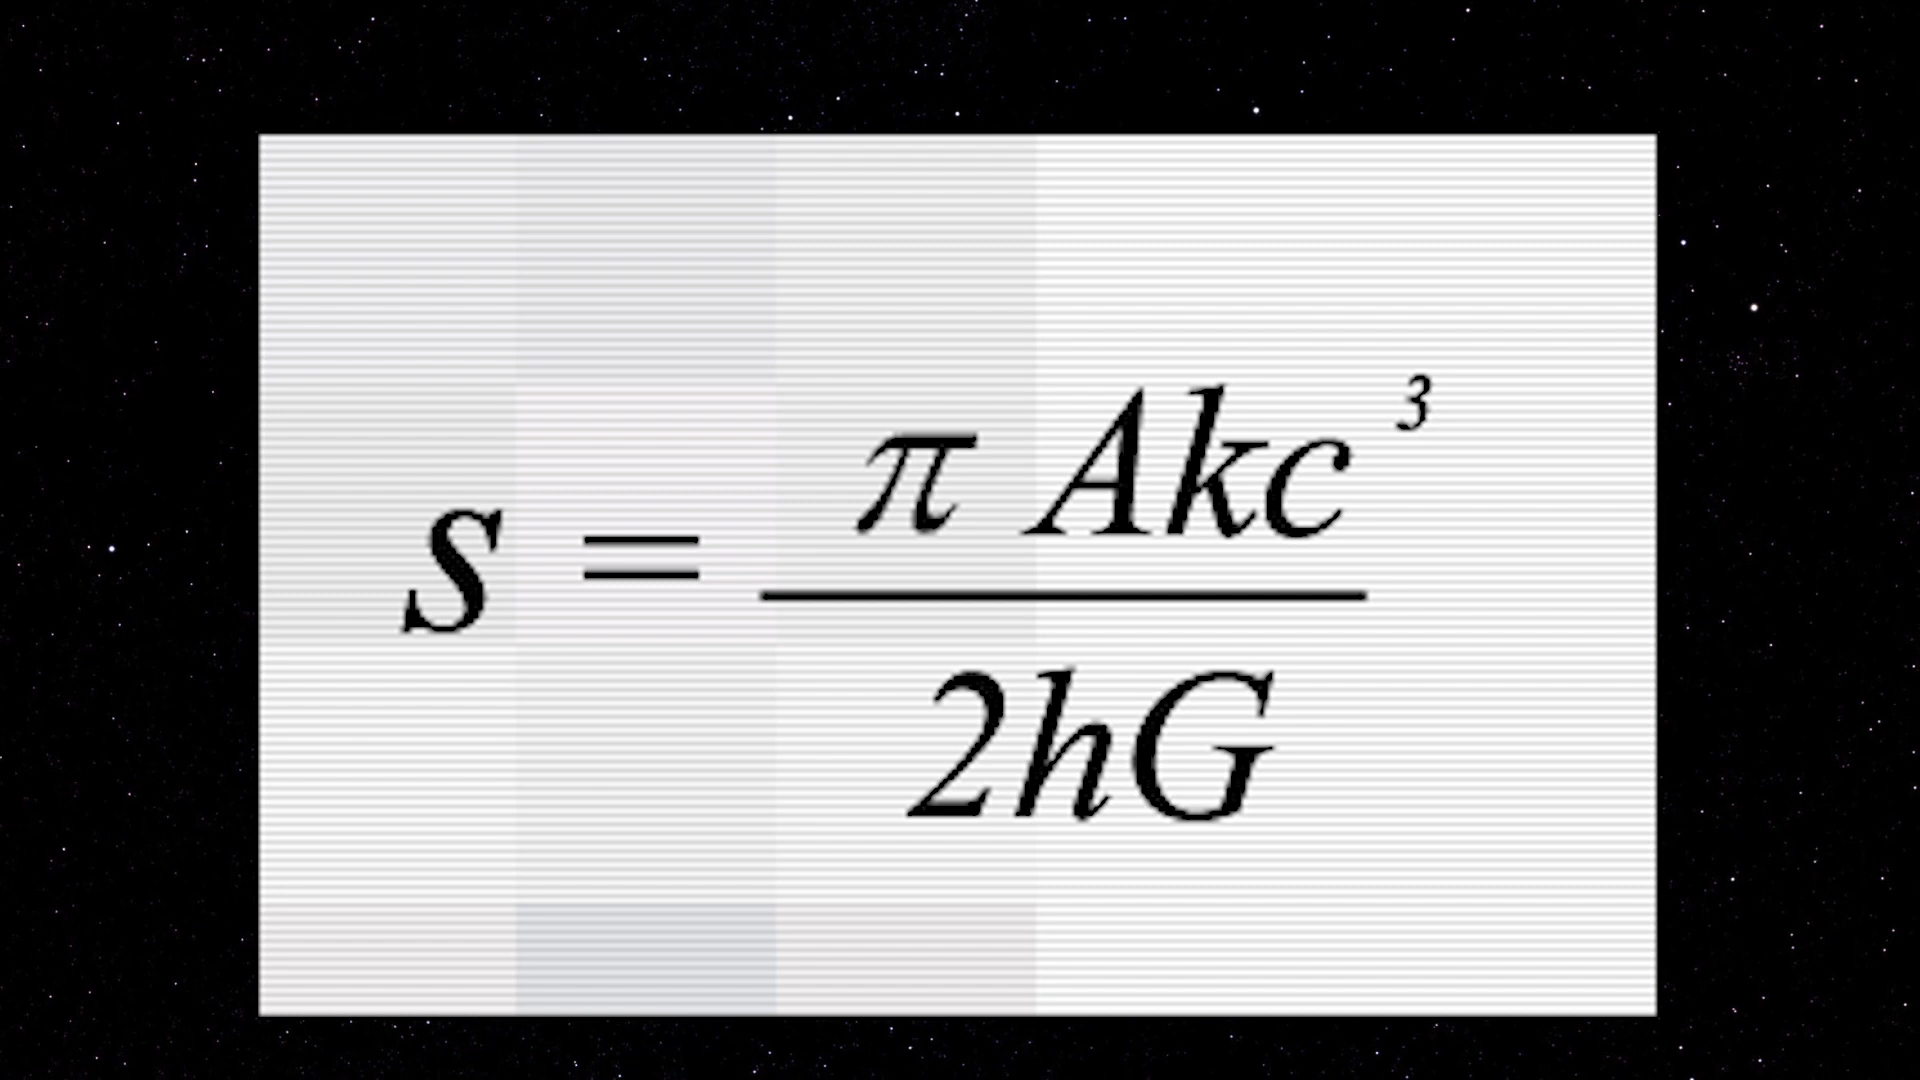 S = π Akc³
2hG